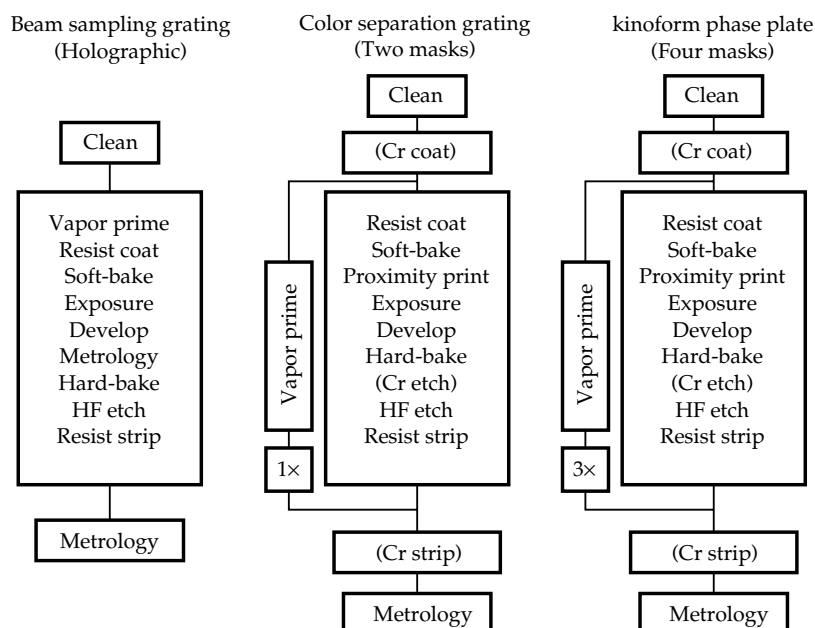 Beam sampling grating
(Holographic)
Clean
Vapor prime
Resist coat
Soft-bake
Exposure
Develop
Metrology
Hard-bake
HF etch
Resist strip
Metrology
Color separation grating
(Two masks)
Clean
(Cr coat)
Vapor prime
1×
Resist coat
Soft-bake
Proximity print
Exposure
Develop
Hard-bake
(Cr etch)
HF etch
Resist strip
(Cr strip)
Metrology
kinoform phase plate
(Four masks)
Clean
(Cr coat)
Vapor prime
3×
Resist coat
Soft-bake
Proximity print
Exposure
Develop
Hard-bake
(Cr etch)
HF etch
Resist strip
(Cr strip)
Metrology